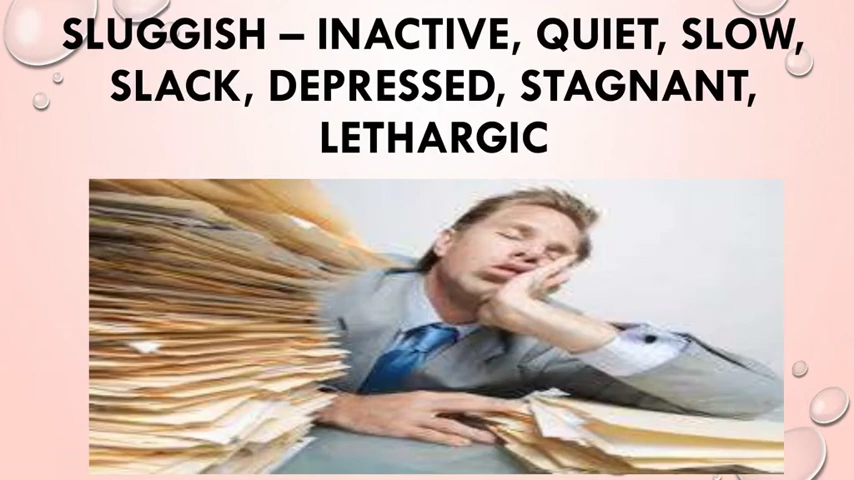 SLUGGISH – INACTIVE, QUIET, SLOW,
SLACK, DEPRESSED, STAGNANT,
LETHARGIC